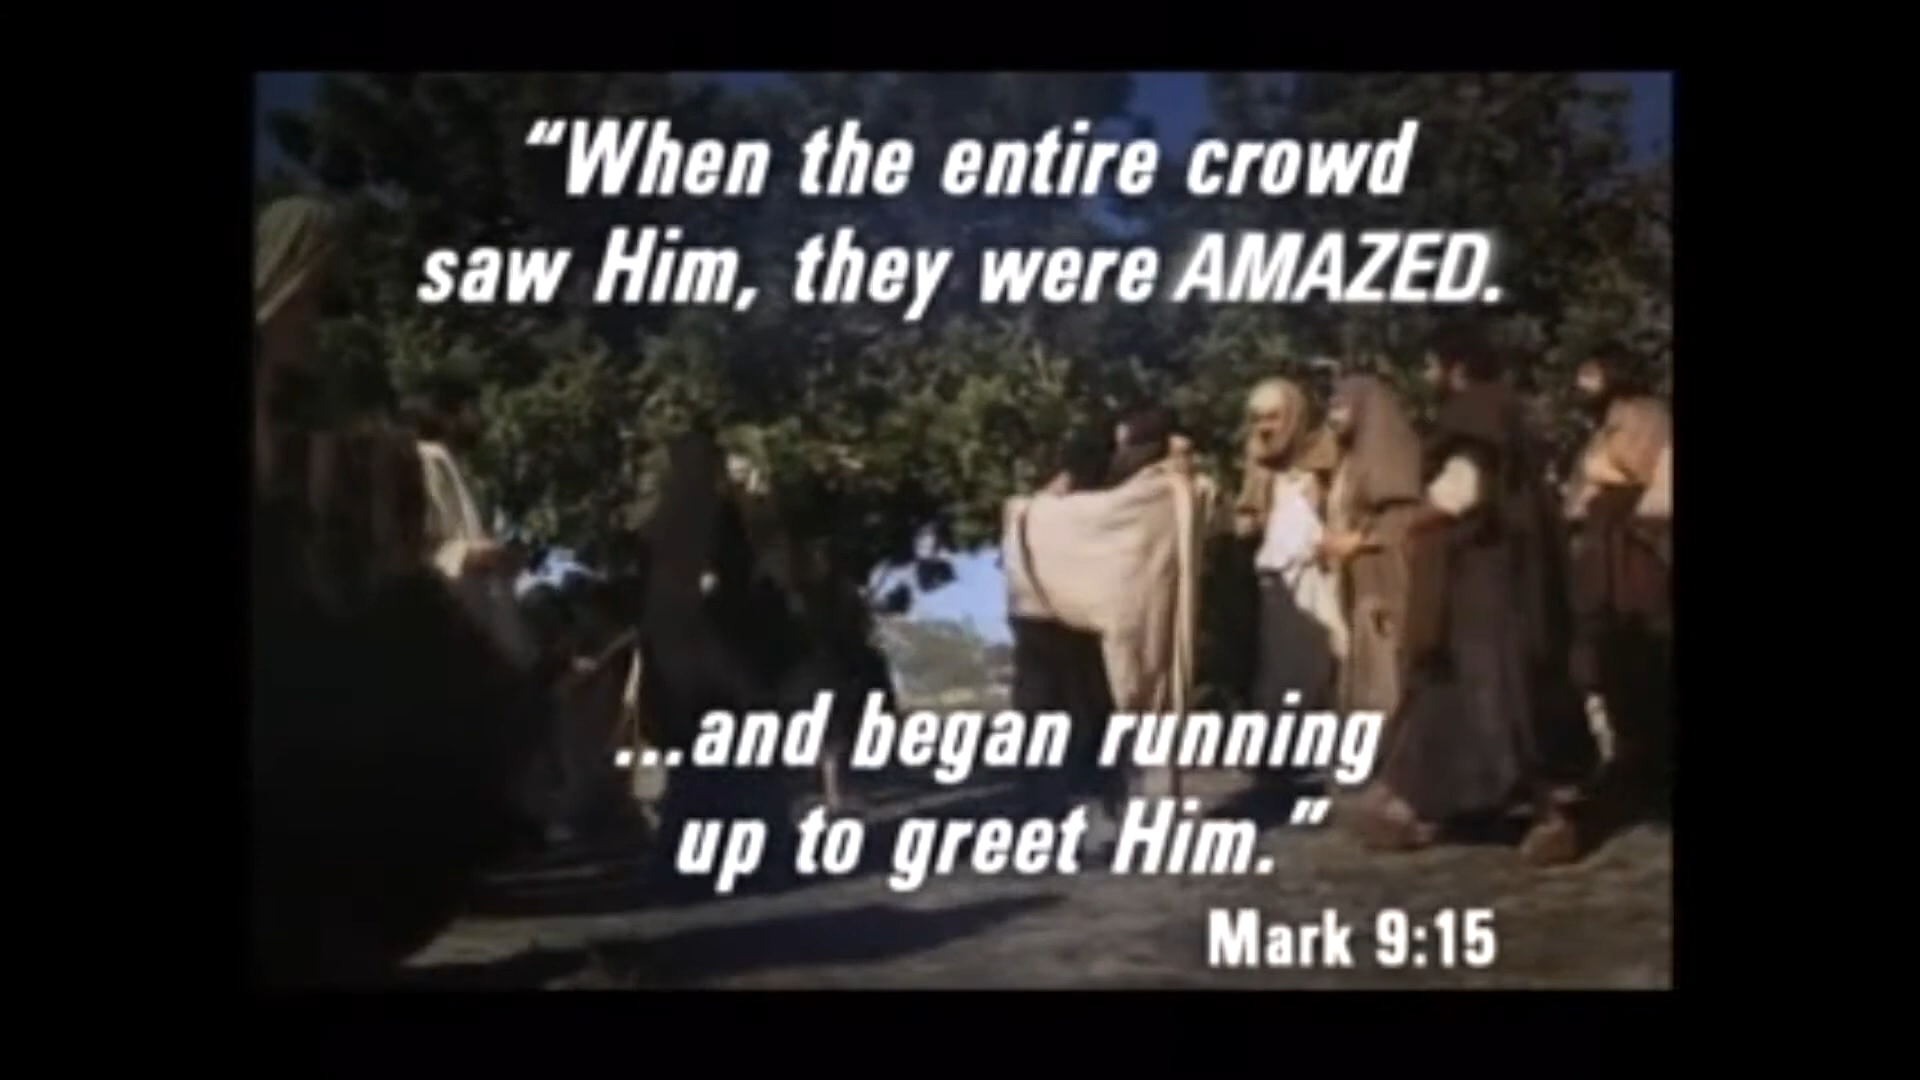 “When the entire crowd
saw Him, they were AMAZED.
...and began running
up to greet Him.”
Mark 9:15